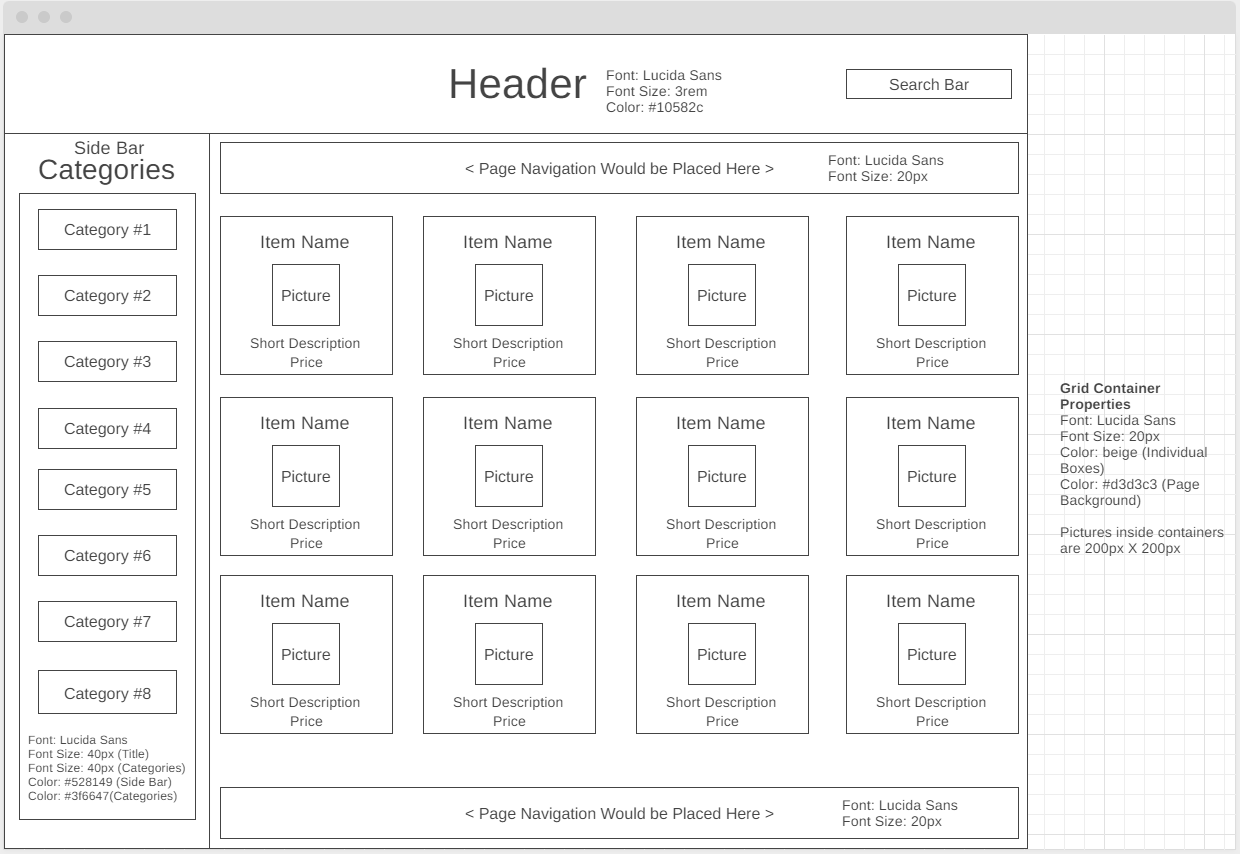 Header
Font: Lucida Sans
Font Size: 3rem
Color: #10582c
Search Bar
Side Bar
Categories
Category #1
Category #2
Category #3
Category #4
Category #5
Category #6
Category #7
Category #8
Font: Lucida Sans
Font Size: 40px (Title)
Font Size: 40px (Categories)
Color: #528149 (Side Bar)
Color: #3f6647(Categories)
< Page Navigation Would be Placed Here >
Font: Lucida Sans
Font Size: 20px
Item Name
Picture
Short Description
Price
Item Name
Picture
Short Description
Price
Item Name
Picture
Short Description
Price
Item Name
Picture
Short Description
Price
Item Name
Picture
Short Description
Price
Item Name
Picture
Short Description
Price
Item Name
Picture
Short Description
Price
Item Name
Picture
Short Description
Price
Item Name
Picture
Short Description
Price
Item Name
Picture
Short Description
Price
Item Name
Picture
Short Description
Price
Item Name
Picture
Short Description
Price
< Page Navigation Would be Placed Here >
Font: Lucida Sans
Font Size: 20px
Grid Container
Properties
Font: Lucida Sans
Font Size: 20px
Color: beige (Individual
Boxes)
Color: #d3d3c3 (Page
Background)
Pictures inside containers
are 200px X 200px